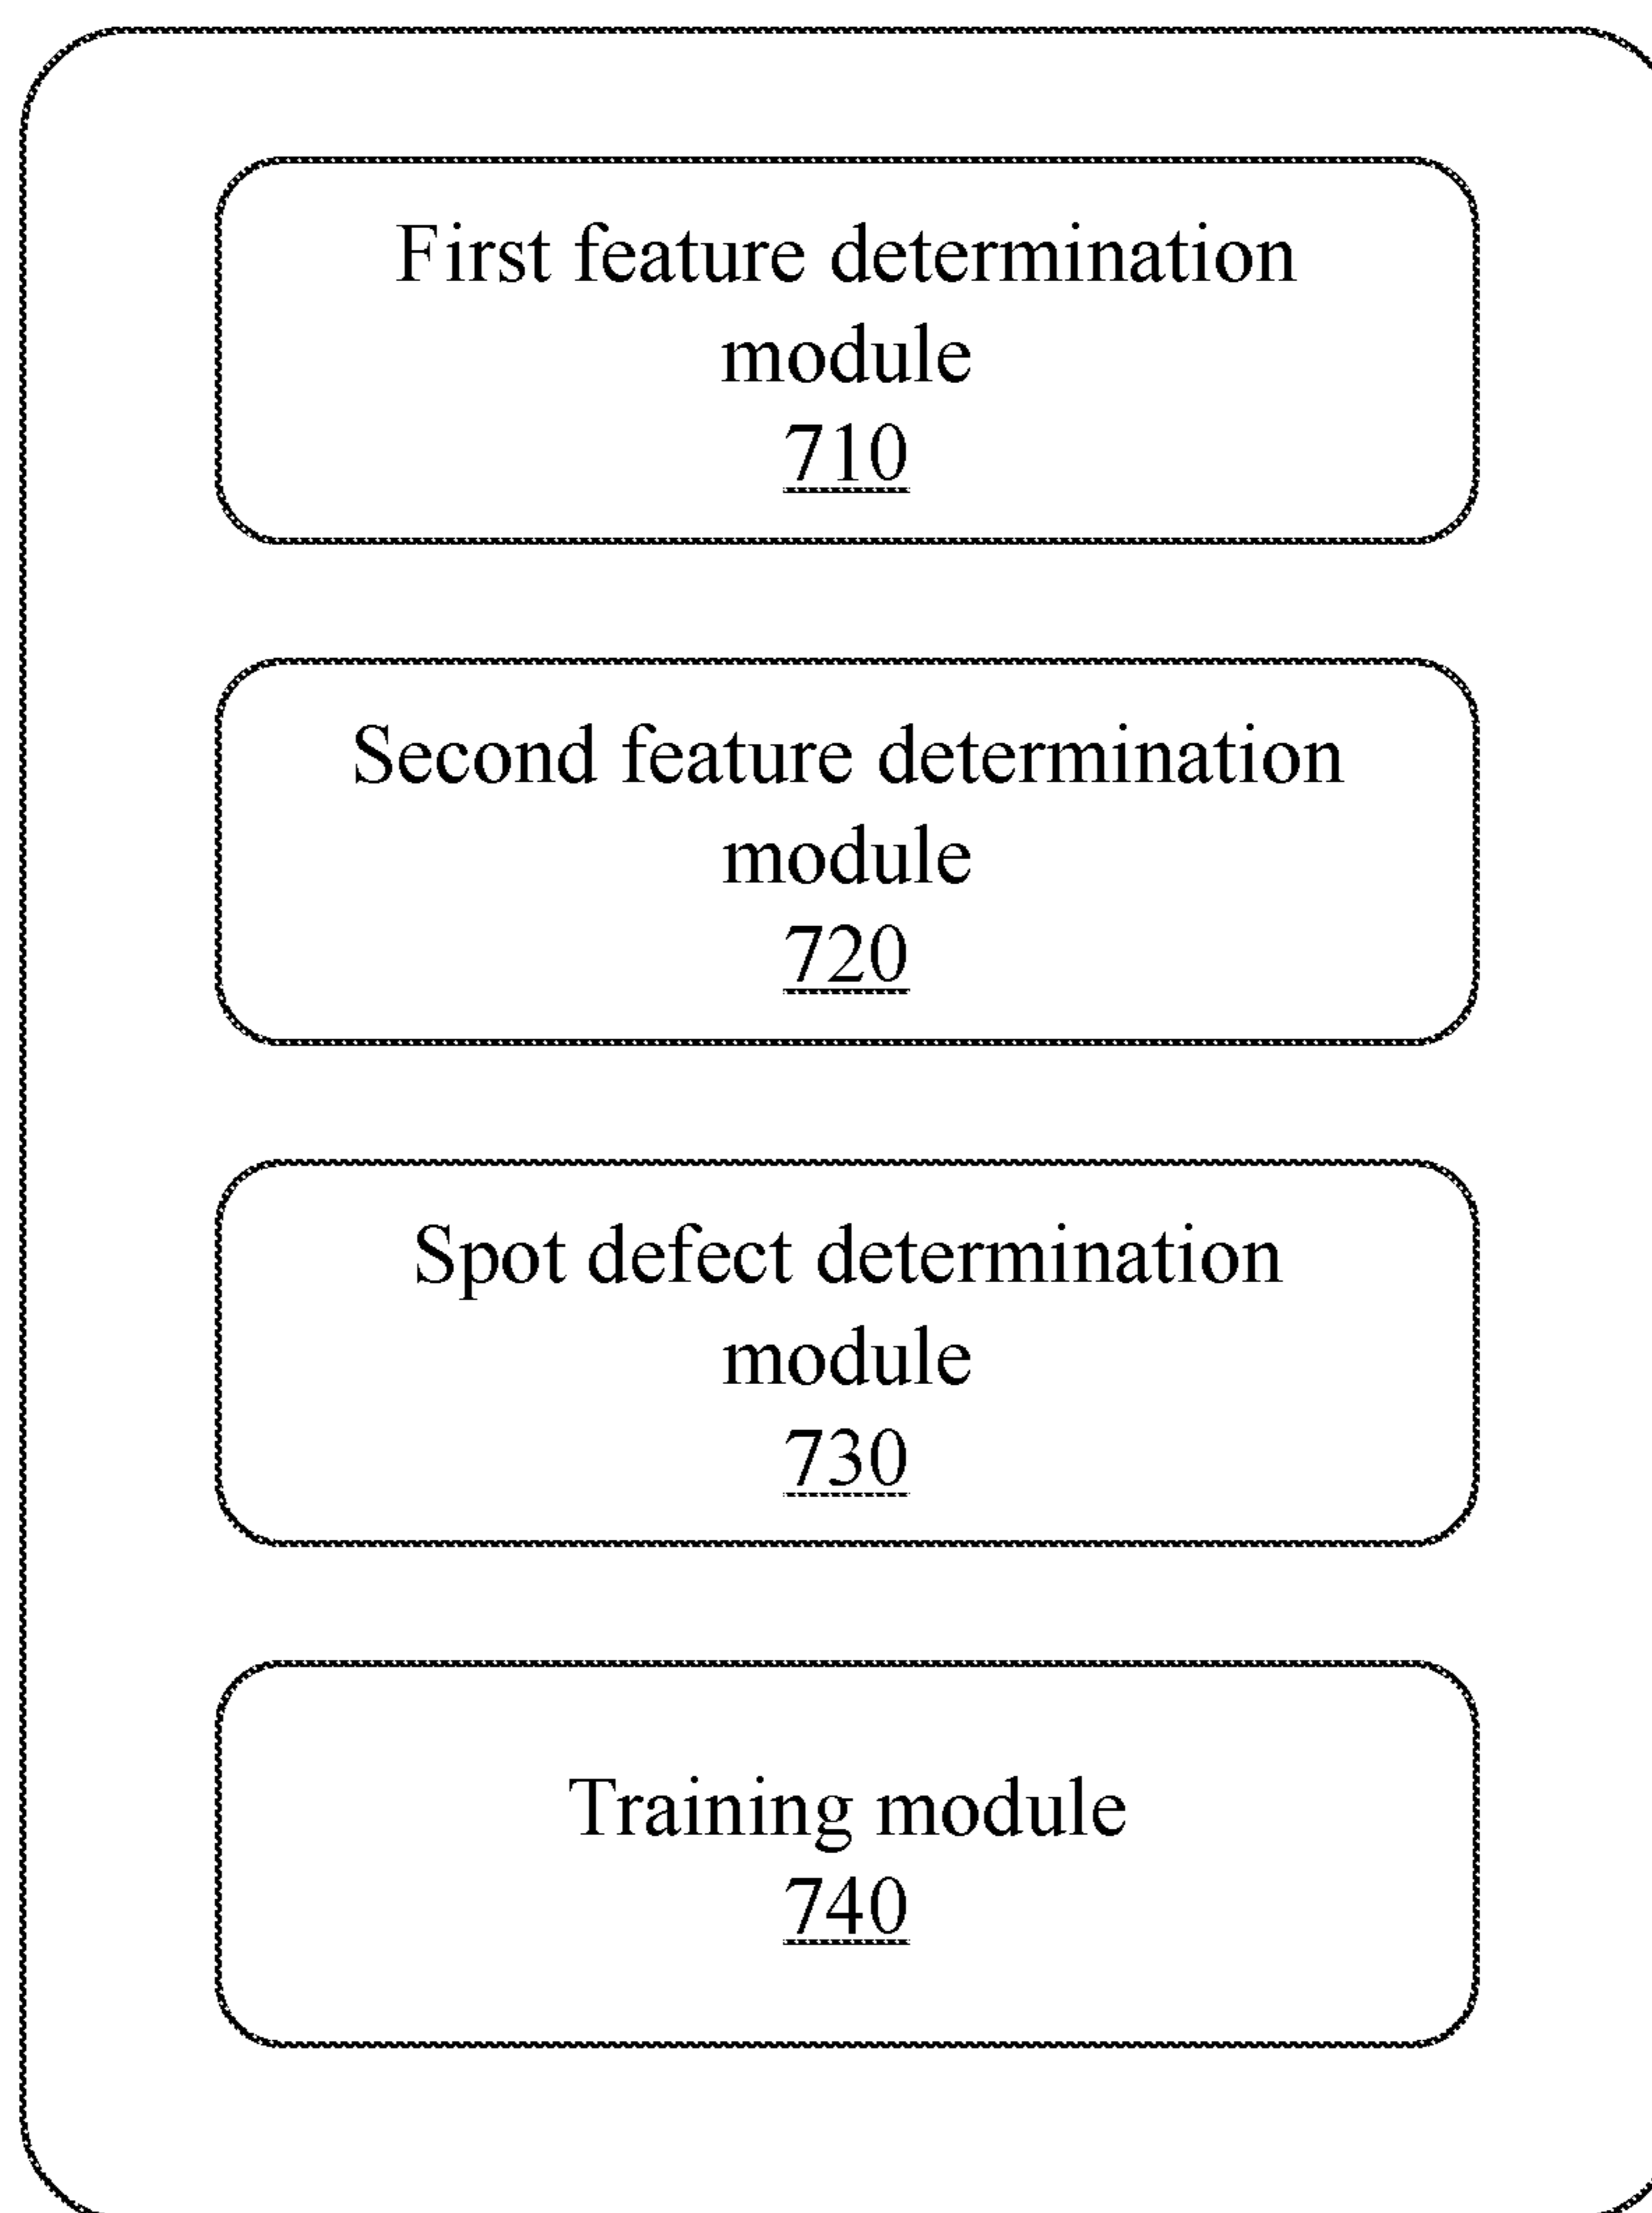 First feature determination
module
710
Second feature determination
module
720
Spot defect determination
module
730
Training module
740